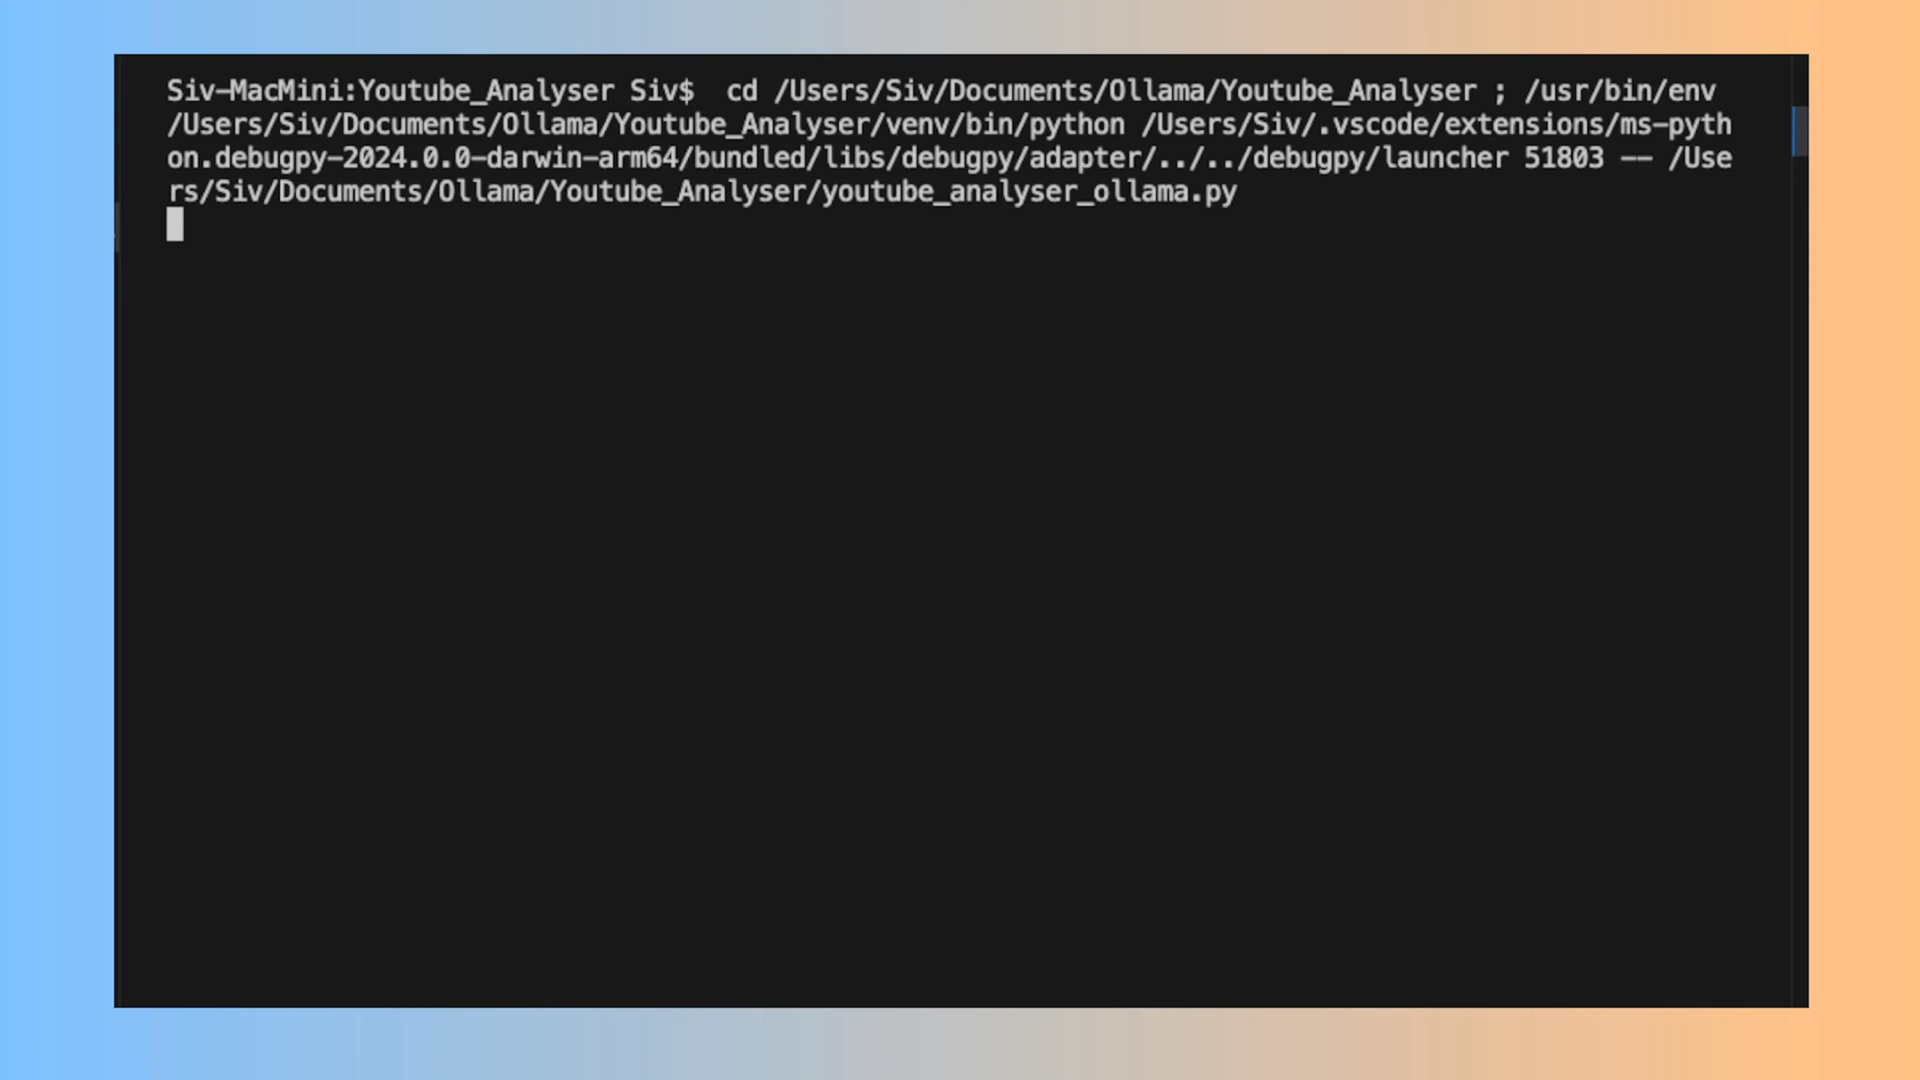 Siv-MacMini:Youtube_Analyser Siv$  cd /Users/Siv/Documents/Ollama/Youtube_Analyser ; /usr/bin/env
/Users/Siv/Documents/Ollama/Youtube_Analyser/venv/bin/python /Users/Siv/.vscode/extensions/ms-pyth
on.debugpy-2024.0.0-darwin-arm64/bundled/libs/debugpy/adapter/../../debugpy/launcher 51803 -- /Use
rs/Siv/Documents/Ollama/Youtube_Analyser/youtube_analyser_ollama.py